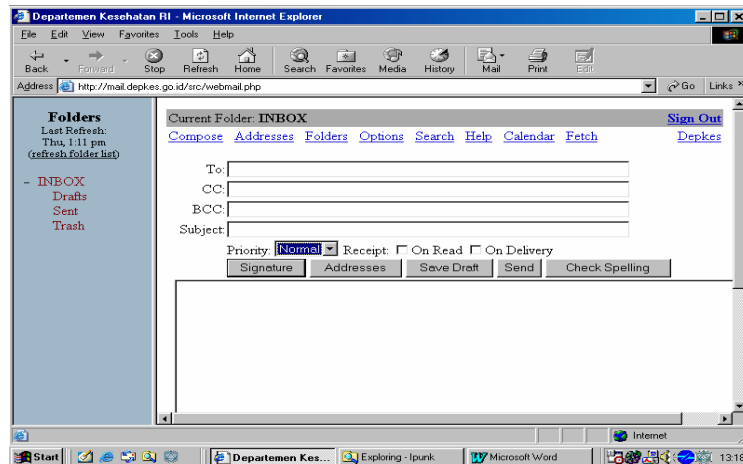 Departemen Kesehatan RI - Microsoft Internet Explorer
File Edit View Favorites Tools Help
Back Forward Stop Refresh Home Search Favorites Media History Mail Print Edit
Address http://mail.depkes.go.id/src/webmail.php Go Links »
Folders
Last Refresh:
Thu, 1:11 pm
(refresh folder list)
– INBOX
Drafts
Sent
Trash
Current Folder: INBOX Sign Out
Compose Addresses Folders Options Search Help Calendar Fetch Depkes
To:
CC:
BCC:
Subject:
Priority: Normal Receipt: On Read On Delivery
Signature Addresses Save Draft Send Check Spelling
Internet
Start Departemen Kes... Exploring - Ipunk Microsoft Word 13:18